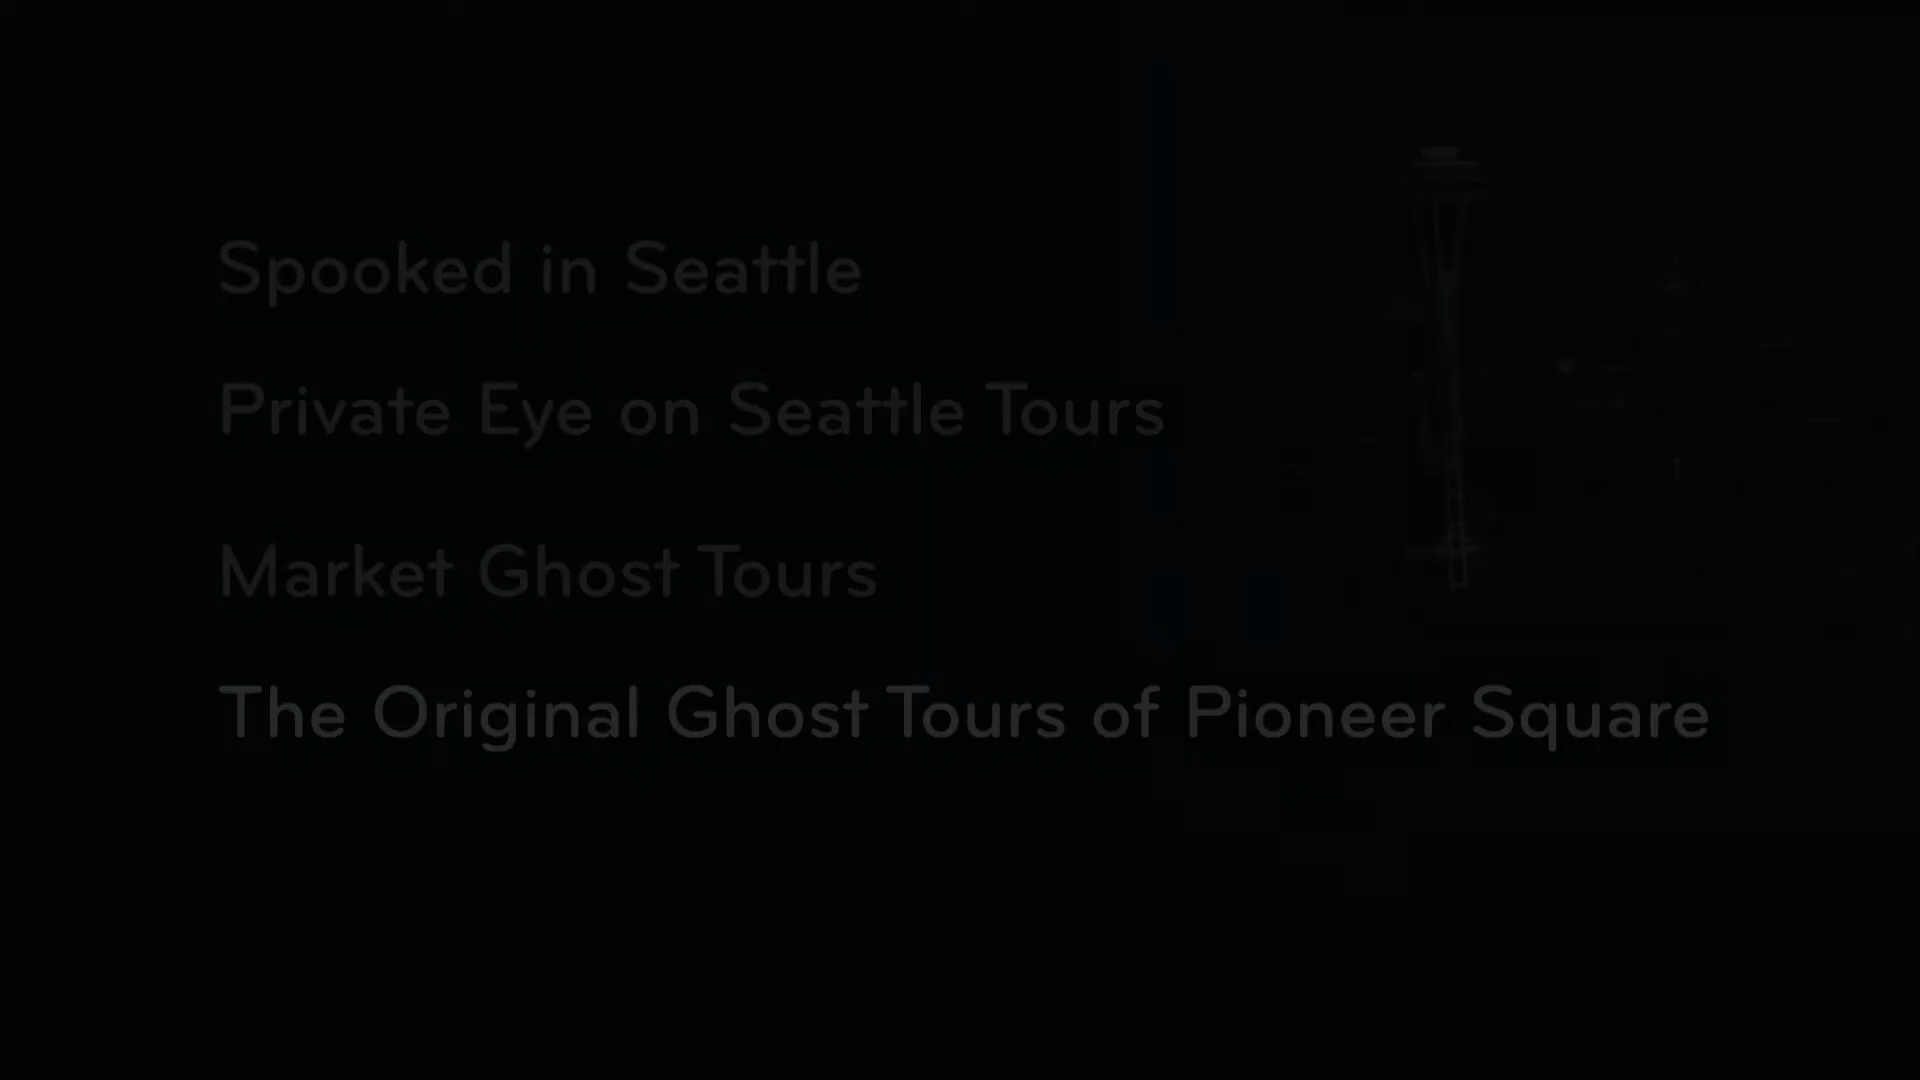 Spooked in Seattle
Private Eye on Seattle Tours
Market Ghost Tours
The Original Ghost Tours of Pioneer Square